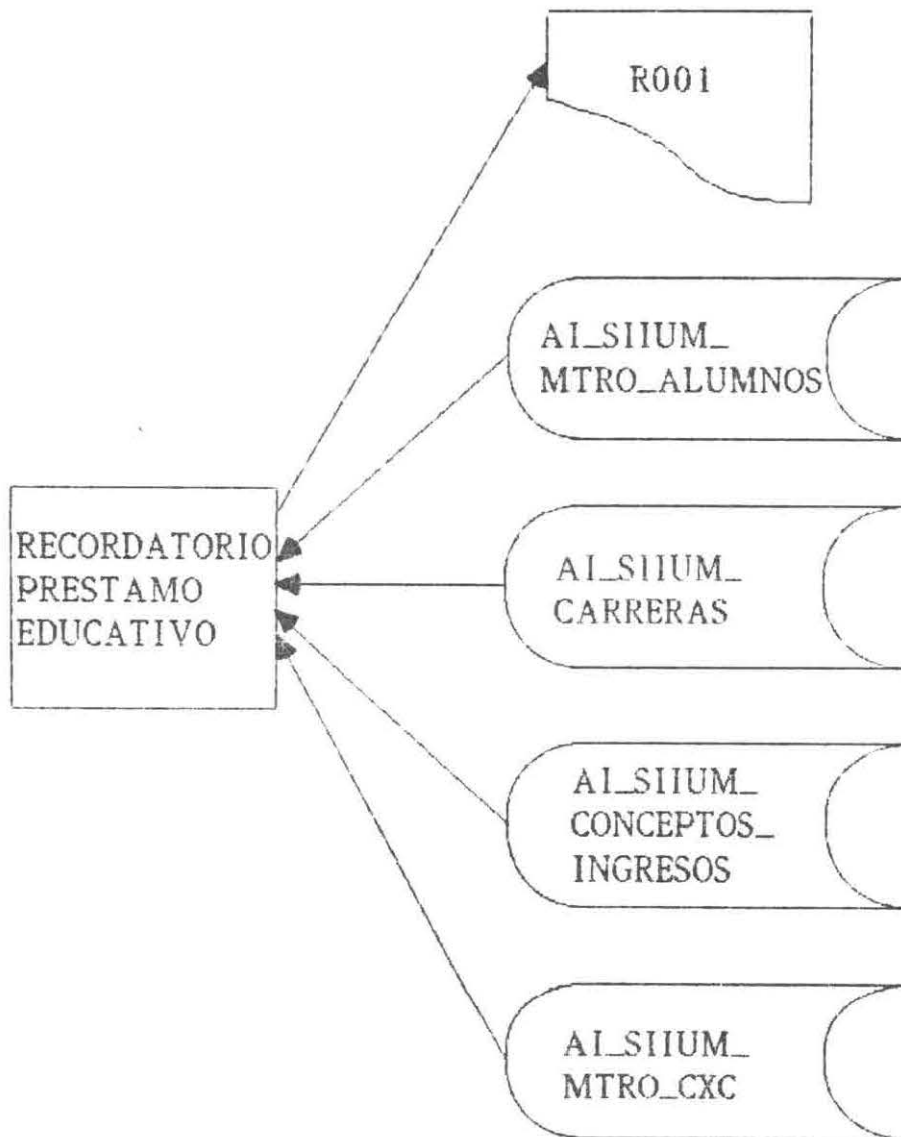 R001
AI_SIIUM_
MTRO_ALUMNOS
RECORDATORIO
PRESTAMO
EDUCATIVO
AI_SIIUM_
CARRERAS
AI_SIIUM_
CONCEPTOS_
INGRESOS
AI_SIIUM_
MTRO_CXC